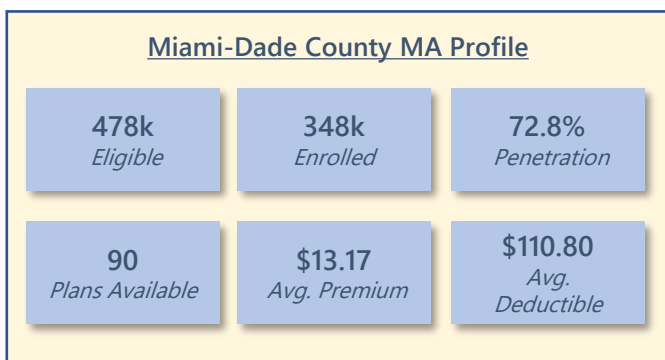 Miami-Dade County MA Profile
478k
Eligible
348k
Enrolled
72.8%
Penetration
90
Plans Available
$13.17
Avg. Premium
$110.80
Avg.
Deductible